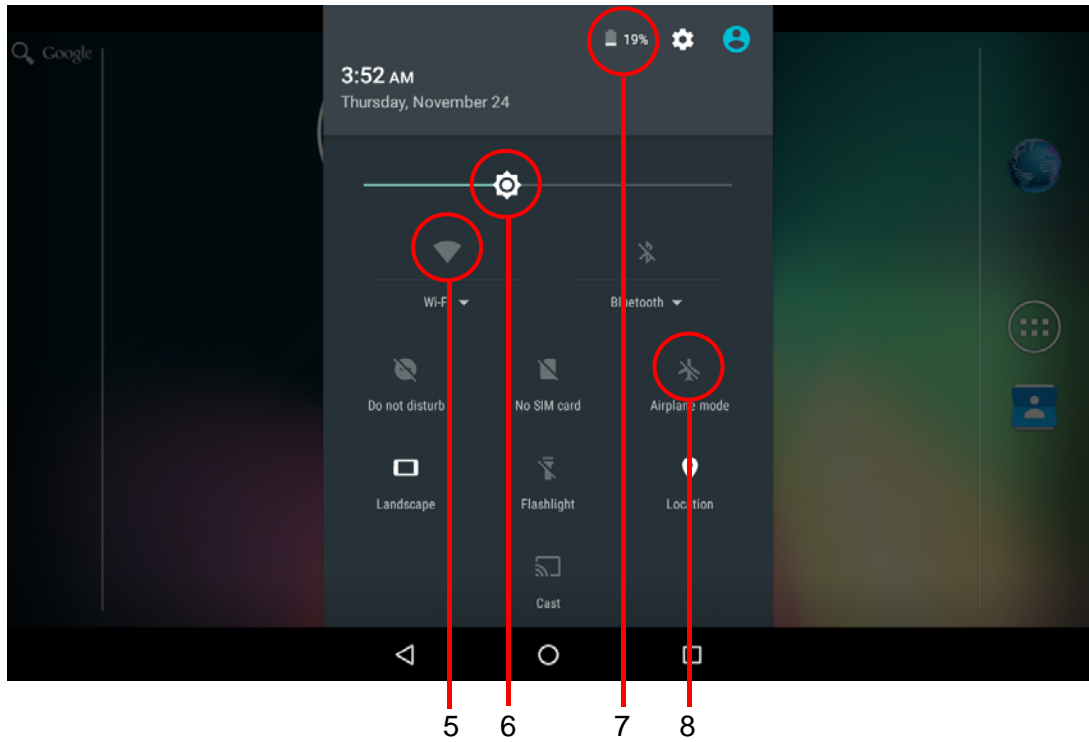 Google
19%
3:52 AM
Thursday, November 24
Wi-Fi
Bluetooth
Do not disturb
No SIM card
Airplane mode
Landscape
Flashlight
Location
Cast
5 6 7 8